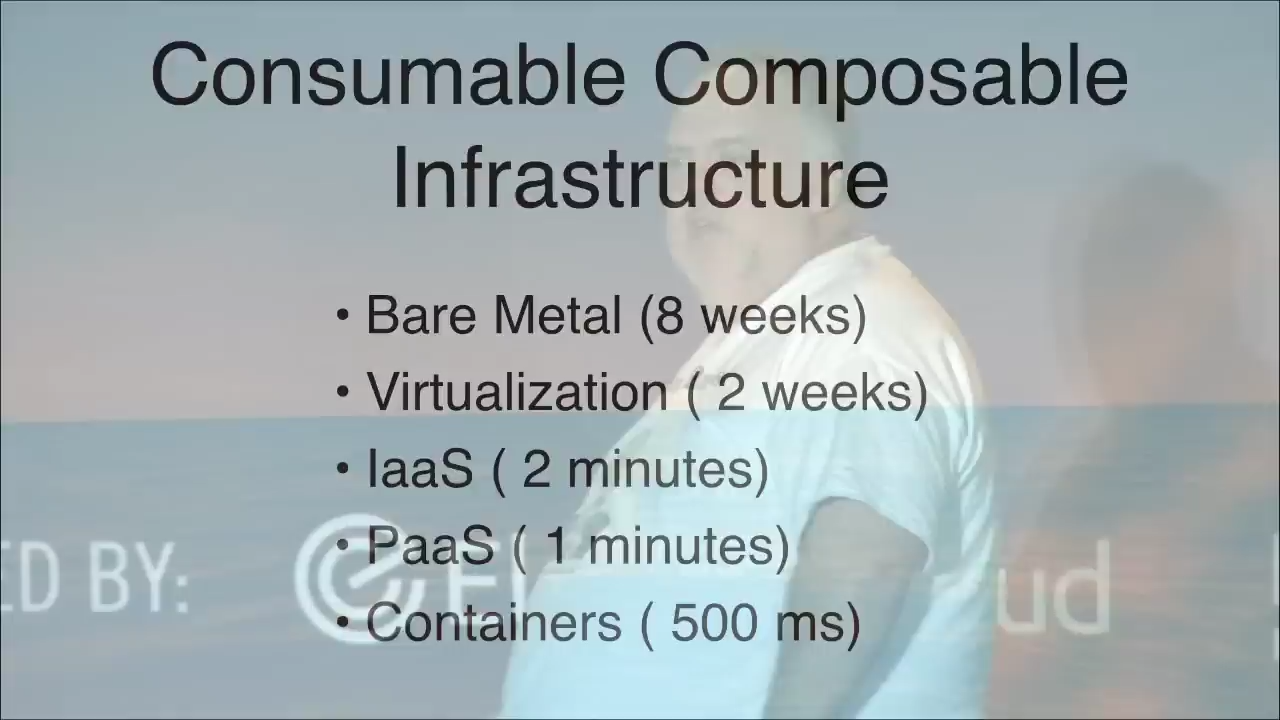 Consumable Composable
Infrastructure
• Bare Metal (8 weeks)
• Virtualization ( 2 weeks)
• IaaS ( 2 minutes)
• PaaS ( 1 minutes)
• Containers ( 500 ms)
ED BY:
ud